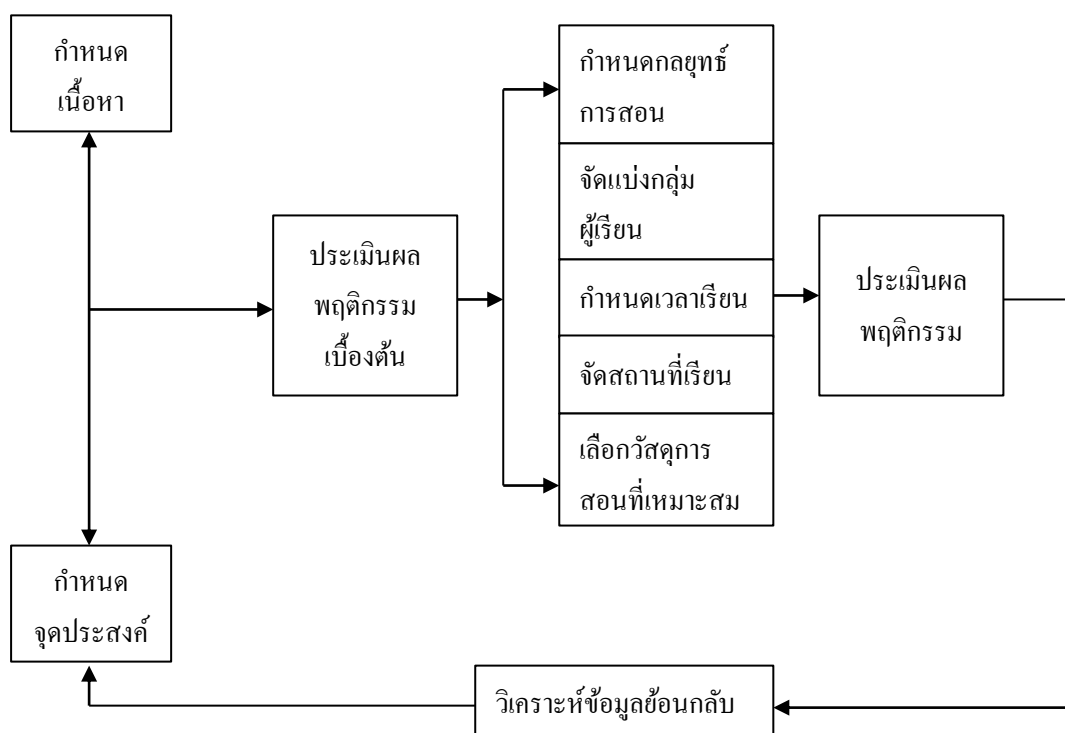 กำหนด
เนื้อหา
กำหนดกลยุทธ์
การสอน
จัดแบ่งกลุ่ม
ผู้เรียน
ประเมินผล
พฤติกรรม
เบื้องต้น
กำหนดเวลาเรียน
ประเมินผล
พฤติกรรม
จัดสถานที่เรียน
เลือกวัสดุการ
สอนที่เหมาะสม
กำหนด
จุดประสงค์
วิเคราะห์ข้อมูลย้อนกลับ